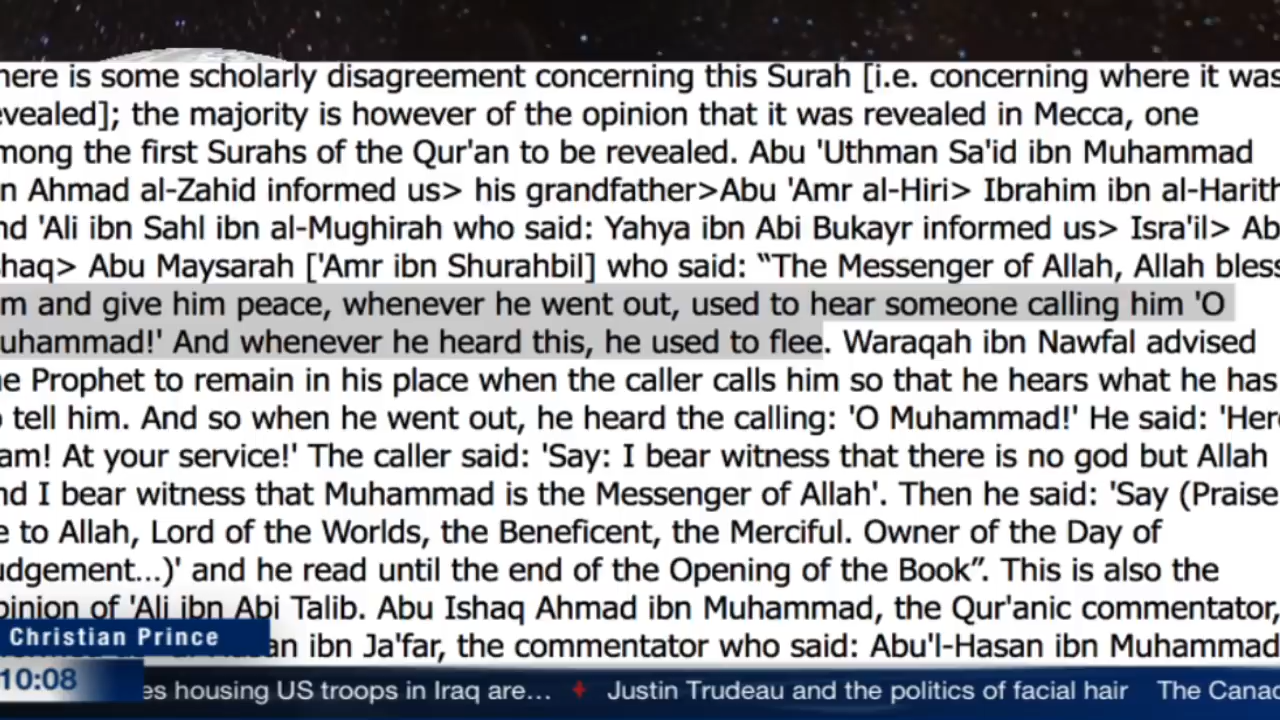 here is some scholarly disagreement concerning this Surah [i.e. concerning where it was
evealed]; the majority is however of the opinion that it was revealed in Mecca, one
mong the first Surahs of the Qur'an to be revealed. Abu 'Uthman Sa'id ibn Muhammad
n Ahmad al-Zahid informed us> his grandfather>Abu 'Amr al-Hiri> Ibrahim ibn al-Harith
nd 'Ali ibn Sahl ibn al-Mughirah who said: Yahya ibn Abi Bukayr informed us> Isra'il> Ab
shaq> Abu Maysarah ['Amr ibn Shurahbil] who said: “The Messenger of Allah, Allah bless
m and give him peace, whenever he went out, used to hear someone calling him 'O
uhammad!' And whenever he heard this, he used to flee. Waraqah ibn Nawfal advised
he Prophet to remain in his place when the caller calls him so that he hears what he has
o tell him. And so when he went out, he heard the calling: 'O Muhammad!' He said: 'Here
am! At your service!' The caller said: 'Say: I bear witness that there is no god but Allah
nd I bear witness that Muhammad is the Messenger of Allah'. Then he said: 'Say (Praise
e to Allah, Lord of the Worlds, the Beneficent, the Merciful. Owner of the Day of
udgement...)' and he read until the end of the Opening of the Book”. This is also the
pinion of 'Ali ibn Abi Talib. Abu Ishaq Ahmad ibn Muhammad, the Qur'anic commentator,
an ibn Ja'far, the commentator who said: Abu'l-Hasan ibn Muhammad
Christian Prince
10:08
es housing US troops in Iraq are... Justin Trudeau and the politics of facial hair The Canad